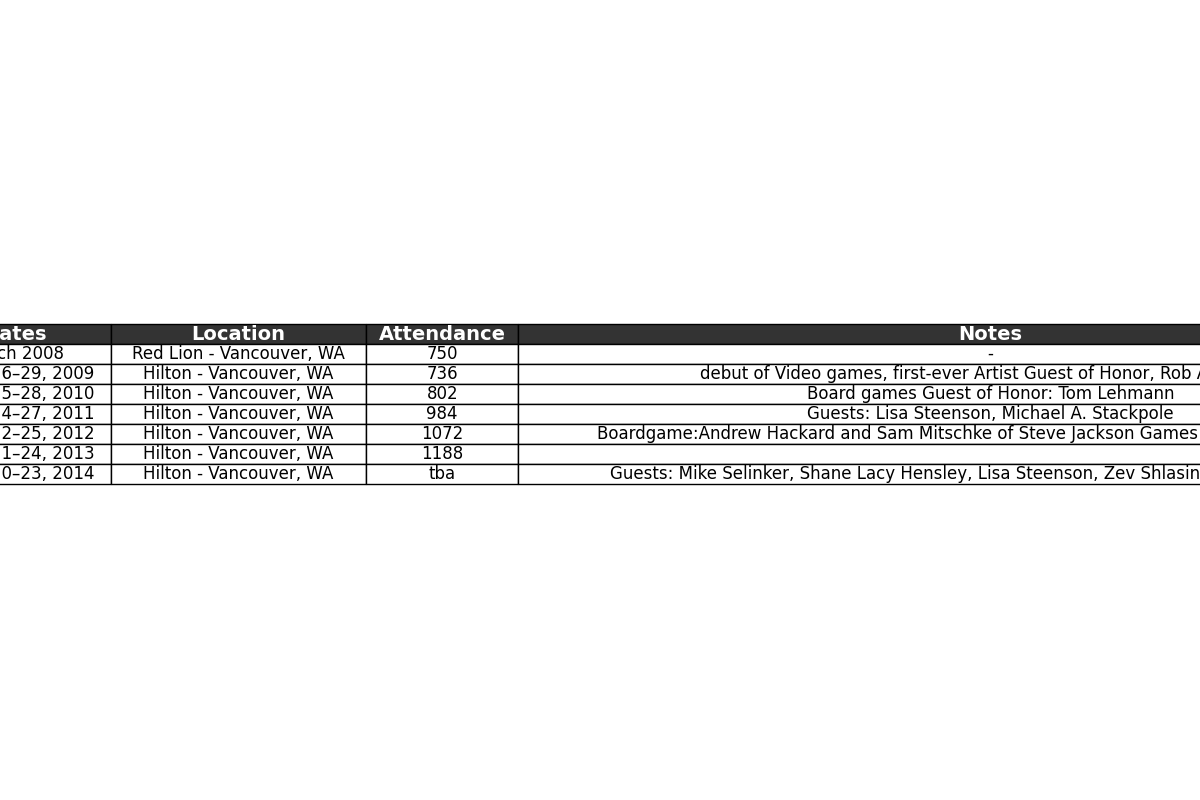 ates Location Attendance Notes
ch 2008 Red Lion - Vancouver, WA 750 -
6–29, 2009 Hilton - Vancouver, WA 736 debut of Video games, first-ever Artist Guest of Honor, Rob
5–28, 2010 Hilton - Vancouver, WA 802 Board games Guest of Honor: Tom Lehmann
4–27, 2011 Hilton - Vancouver, WA 984 Guests: Lisa Steenson, Michael A. Stackpole
2–25, 2012 Hilton - Vancouver, WA 1072 Boardgame:Andrew Hackard and Sam Mitschke of Steve Jackson Games
1–24, 2013 Hilton - Vancouver, WA 1188
0–23, 2014 Hilton - Vancouver, WA tba Guests: Mike Selinker, Shane Lacy Hensley, Lisa Steenson, Zev Shlasin